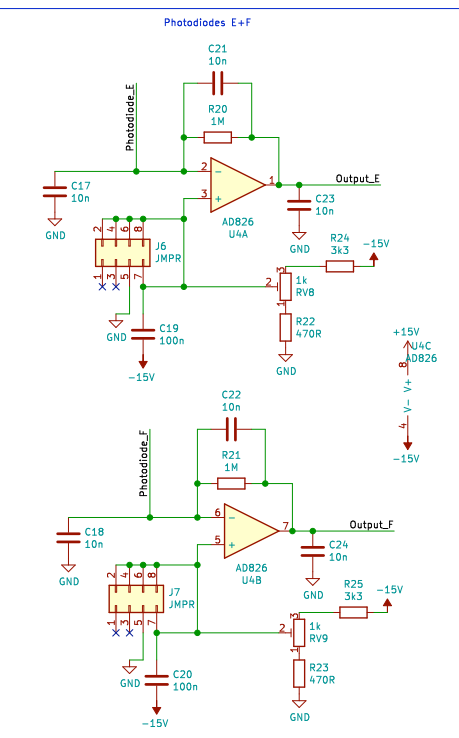 Photodiodes E+F
C21
10n
R20
1M
Photodiode_E
2
1
3
Output_E
AD826
U4A
C17
10n
GND
C23
10n
GND
2
4
6
8
J6
JMPR
1
3
5
7
GND
C19
100n
-15V
R24
3k3
-15V
3
2
1
1k
RV8
R22
470R
GND
+15V
U4C
AD826
8
V+
V-
4
-15V
C22
10n
R21
1M
Photodiode_F
6
7
5
Output_F
AD826
U4B
C18
10n
GND
C24
10n
GND
2
4
6
8
J7
JMPR
1
3
5
7
GND
C20
100n
-15V
R25
3k3
-15V
3
2
1
1k
RV9
R23
470R
GND